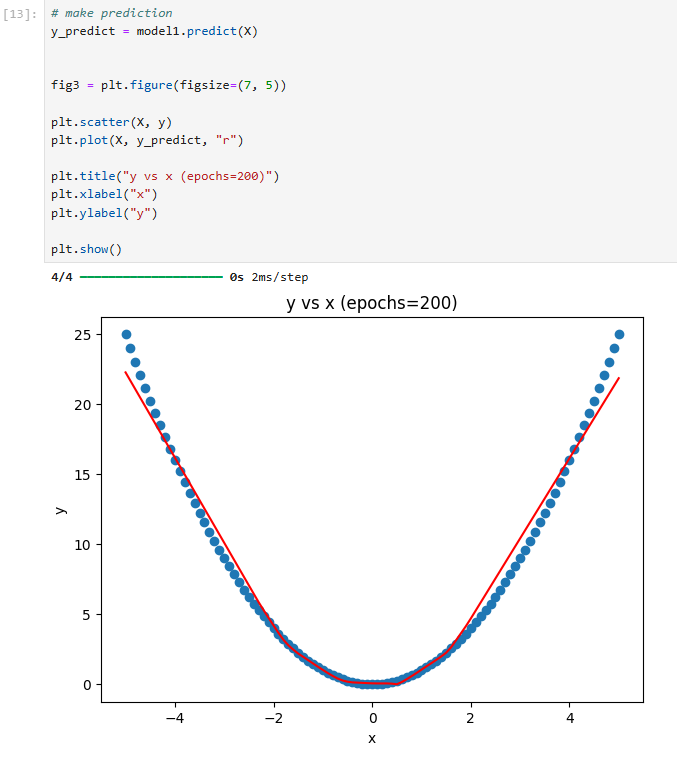 [13]: # make prediction
y_predict = model1.predict(X)
fig3 = plt.figure(figsize=(7, 5))
plt.scatter(X, y)
plt.plot(X, y_predict, "r")
plt.title("y vs x (epochs=200)")
plt.xlabel("x")
plt.ylabel("y")
plt.show()
4/4 ━━━━━━━━━━━━━━━━━━━━ 0s 2ms/step
y vs x (epochs=200)
25
20
15
y
10
5
0
−4 −2 0 2 4
x